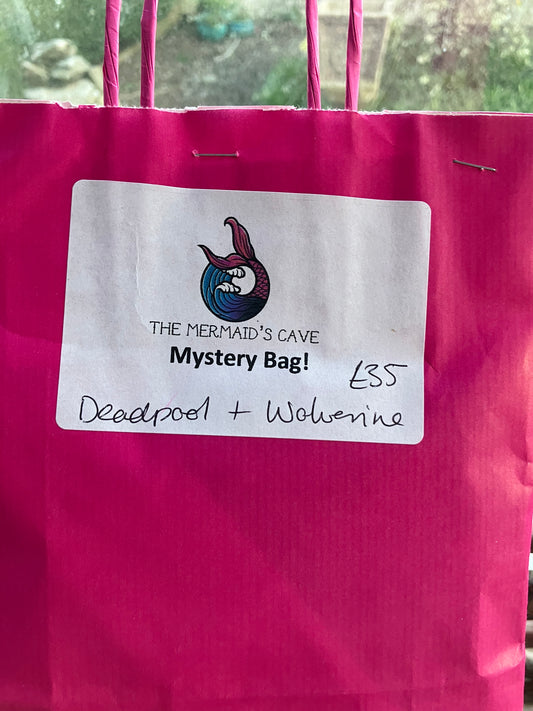 THE MERMAID'S CAVE
Mystery Bag!
£35
Deadpool + Wolverine